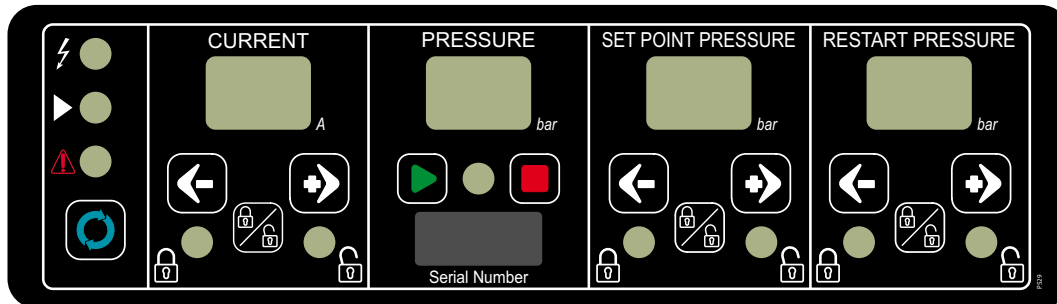 CURRENT
PRESSURE
SET POINT PRESSURE
RESTART PRESSURE
A
bar
bar
bar
Serial Number
PS29